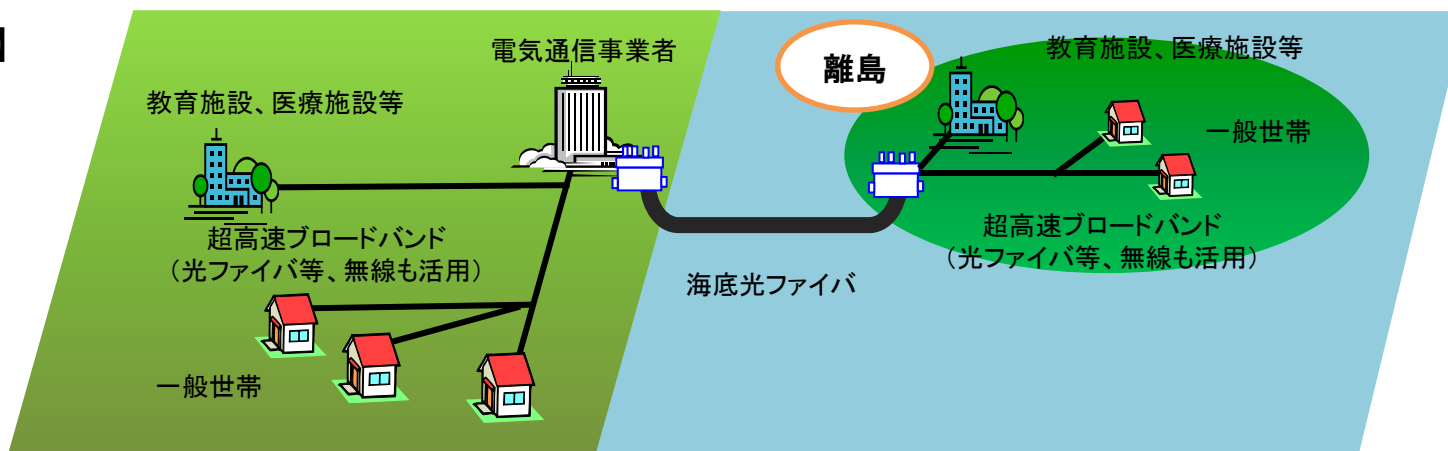 電気通信事業者
教育施設、医療施設等
超高速ブロードバンド
（光ファイバ等、無線も活用）
一般世帯
海底光ファイバ
離島
教育施設、医療施設等
一般世帯
超高速ブロードバンド
（光ファイバ等、無線も活用）